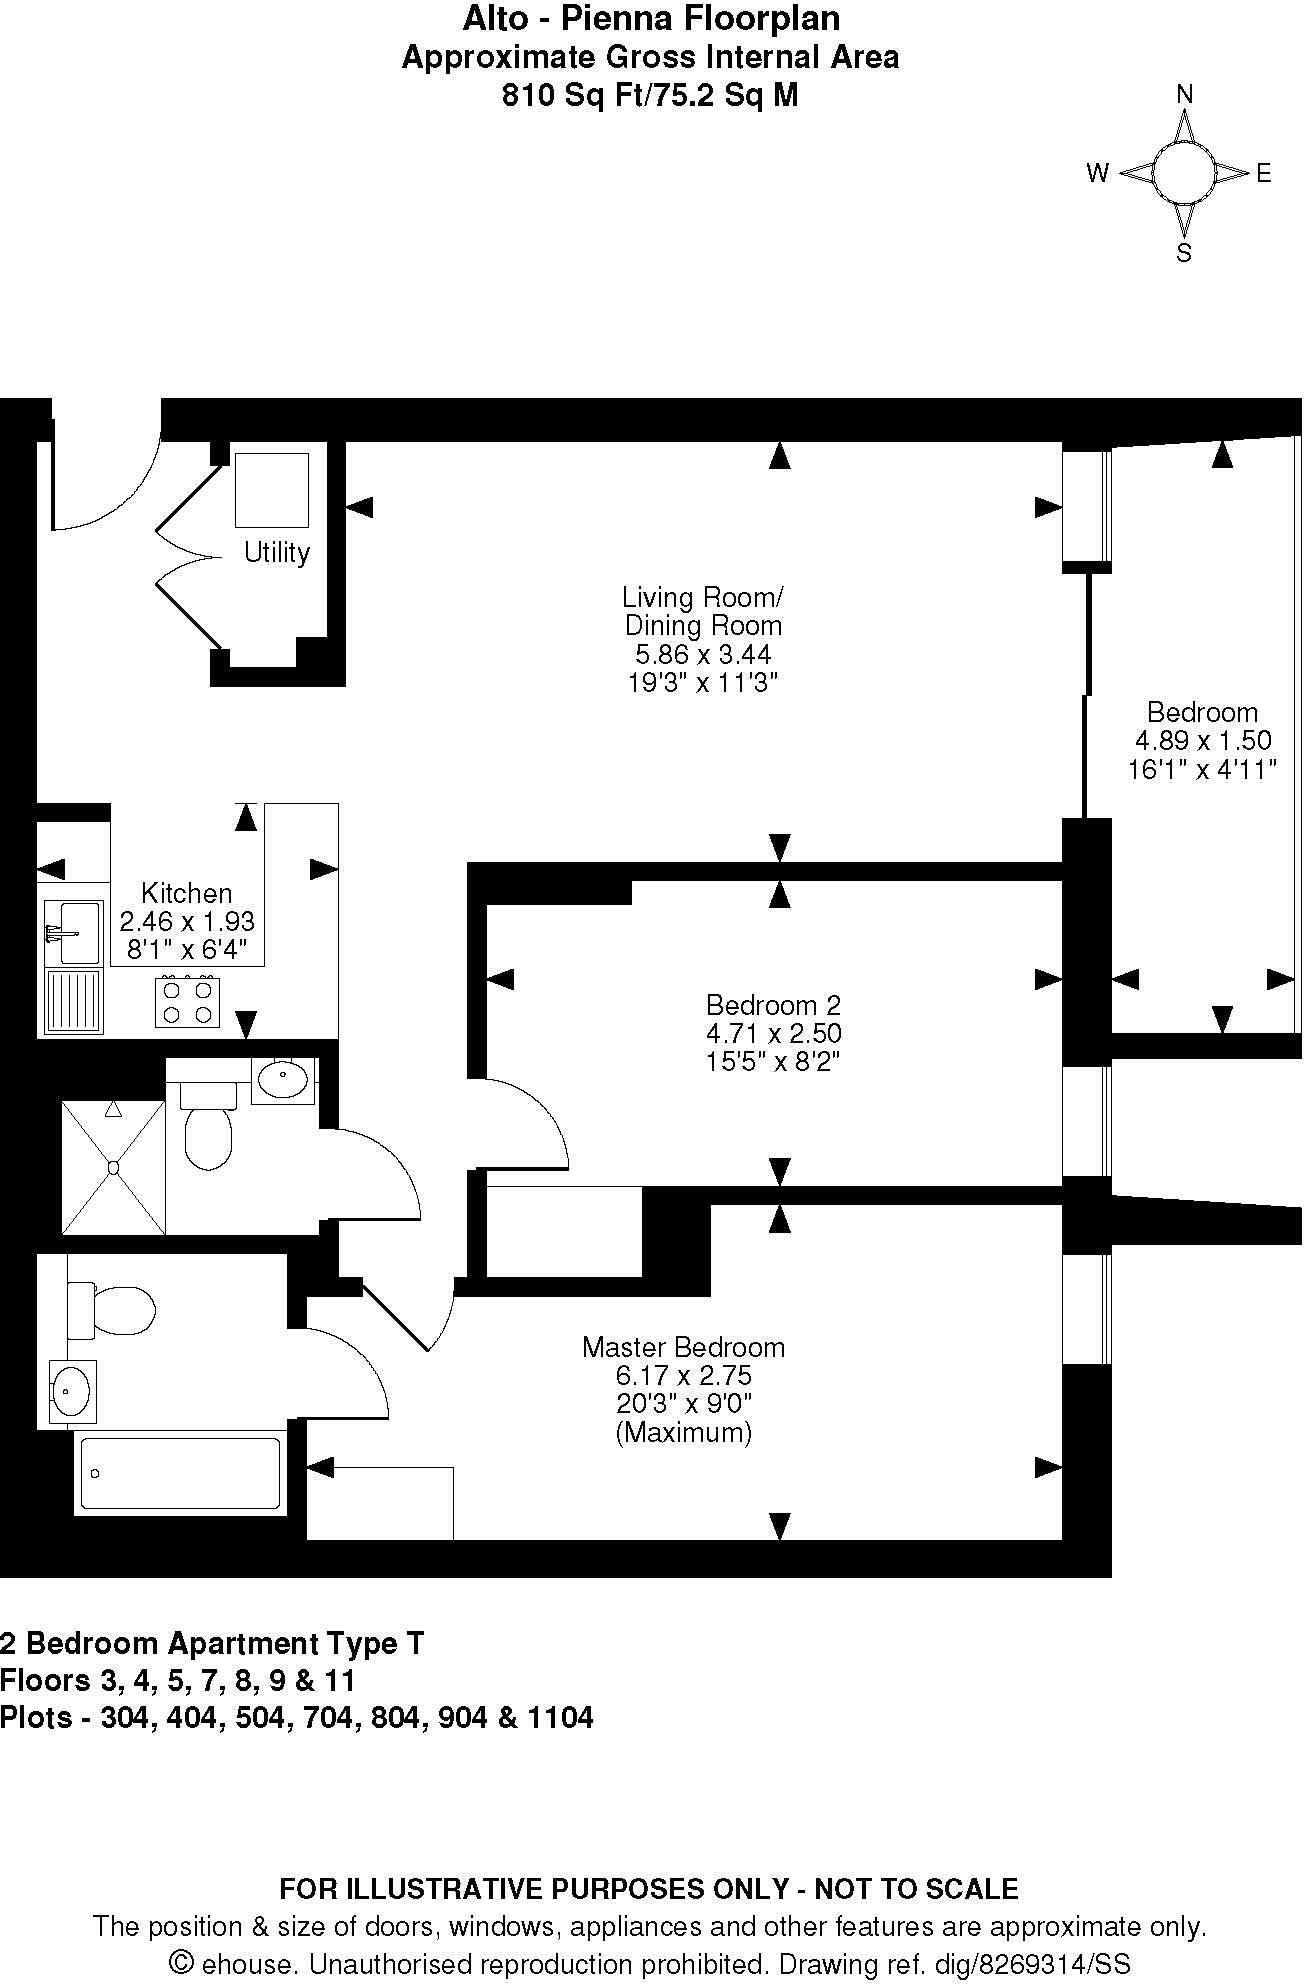 Alto - Pienna Floorplan
Approximate Gross Internal Area
810 Sq Ft/75.2 Sq M
N
W
E
S
Utility
Living Room/
Dining Room
5.86 x 3.44
19'3" x 11'3"
Bedroom
4.89 x 1.50
16'1" x 4'11"
Kitchen
2.46 x 1.93
8'1" x 6'4"
Bedroom 2
4.71 x 2.50
15'5" x 8'2"
Master Bedroom
6.17 x 2.75
20'3" x 9'0"
(Maximum)
2 Bedroom Apartment Type T
Floors 3, 4, 5, 7, 8, 9 & 11
Plots - 304, 404, 504, 704, 804, 904 & 1104
FOR ILLUSTRATIVE PURPOSES ONLY - NOT TO SCALE
The position & size of doors, windows, appliances and other features are approximate only.
© ehouse. Unauthorised reproduction prohibited. Drawing ref. dig/8269314/SS